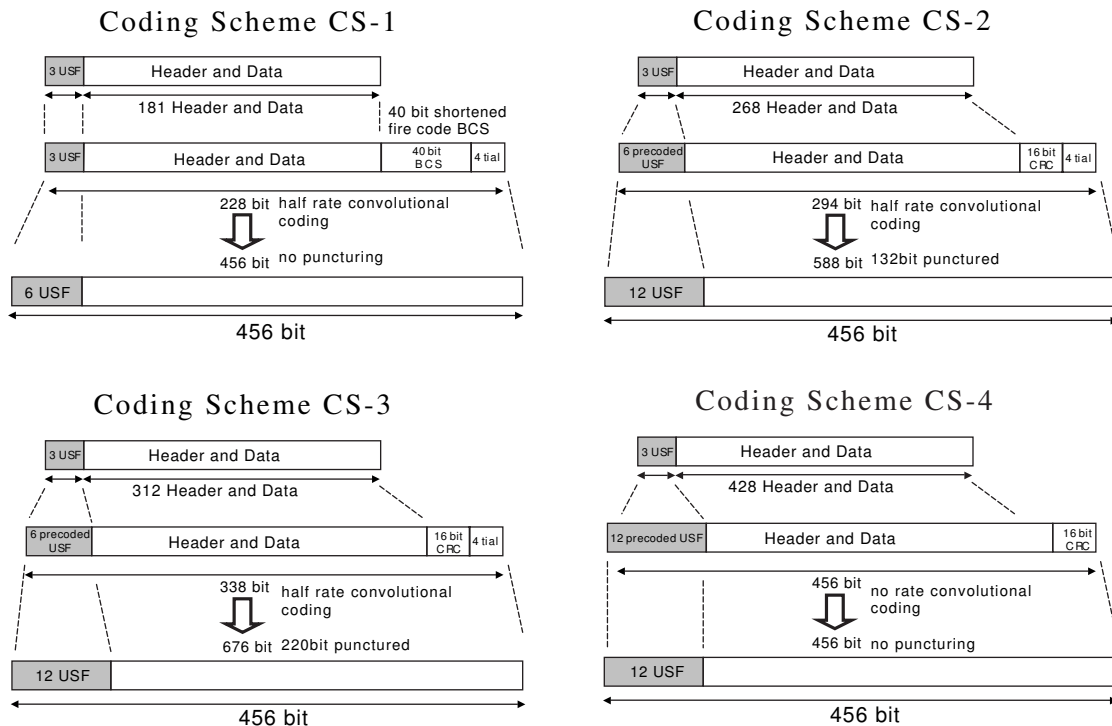 Coding Scheme CS-1
3 USF
Header and Data
181 Header and Data
40 bit shortened
fire code BCS
3 USF
Header and Data
40 bit
BCS
4 tial
228 bit
half rate convolutional
coding
456 bit
no puncturing
6 USF
456 bit
Coding Scheme CS-2
3 USF
Header and Data
268 Header and Data
6 precoded
USF
Header and Data
16 bit
CRC
4 tial
294 bit
half rate convolutional
coding
588 bit
132bit punctured
12 USF
456 bit
Coding Scheme CS-3
3 USF
Header and Data
312 Header and Data
6 precoded
USF
Header and Data
16 bit
CRC
4 tial
338 bit
half rate convolutional
coding
676 bit
220bit punctured
12 USF
456 bit
Coding Scheme CS-4
3 USF
Header and Data
428 Header and Data
12 precoded USF
Header and Data
16 bit
CRC
456 bit
no rate convolutional
coding
456 bit
no puncturing
12 USF
456 bit